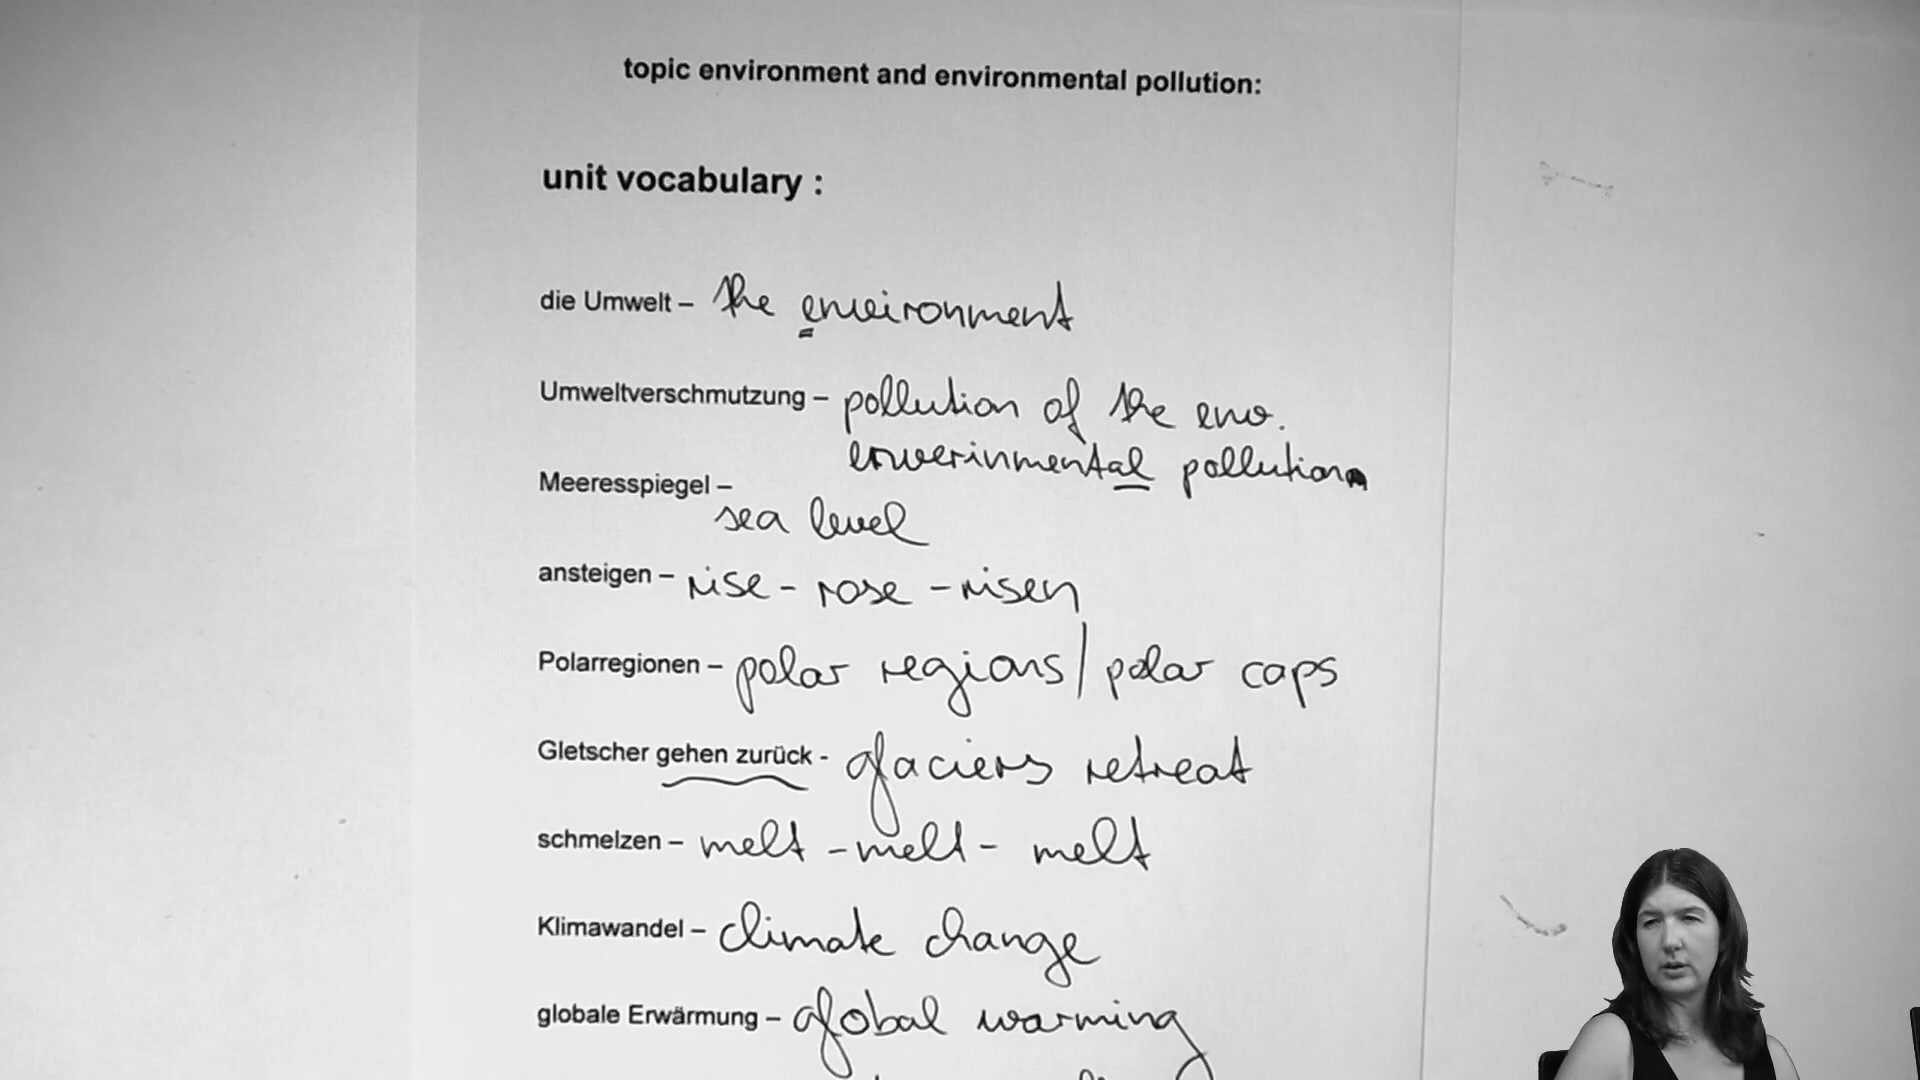 topic environment and environmental pollution:
unit vocabulary :
die Umwelt – the environment
Umweltverschmutzung – pollution of the env.
enverinmental pollution
Meeresspiegel –
sea level
ansteigen – rise - rose - risen
Polarregionen – polar regions / polar caps
Gletscher gehen zurück - glaciers retreat
schmelzen – melt - melt - melt
Klimawandel – climate change
globale Erwärmung – global warming